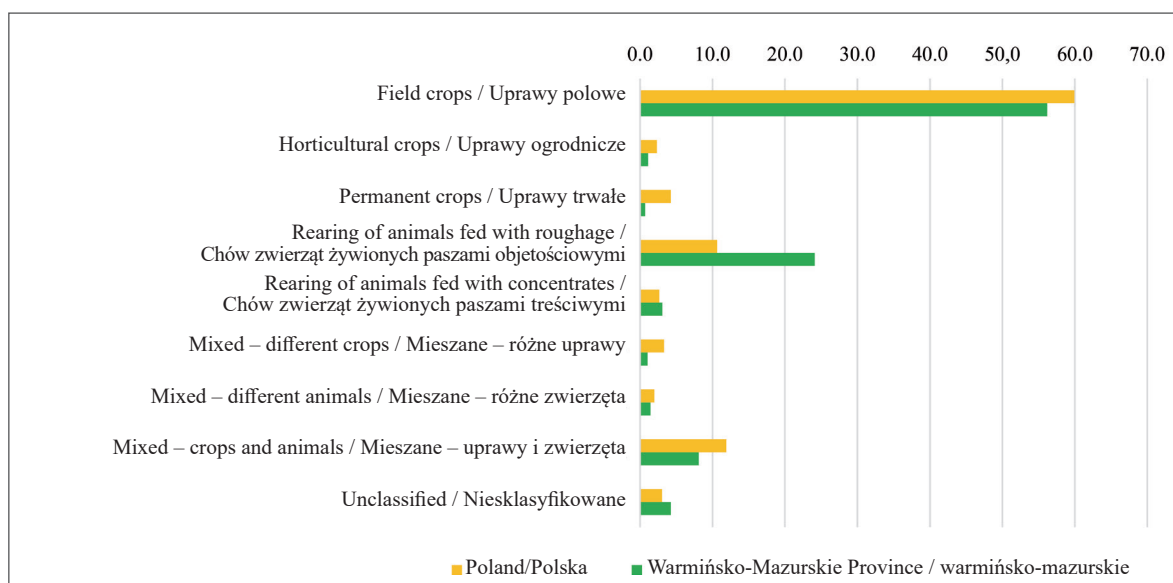 0.0 10.0 20.0 30.0 40.0 50,0 60.0 70.0
Field crops / Uprawy polowe
Horticultural crops / Uprawy ogrodnicze
Permanent crops / Uprawy trwałe
Rearing of animals fed with roughage /
Chów zwierząt żywionych paszami objetościowymi
Rearing of animals fed with concentrates /
Chów zwierząt żywionych paszami treściwymi
Mixed – different crops / Mieszane – różne uprawy
Mixed – different animals / Mieszane – różne zwierzęta
Mixed – crops and animals / Mieszane – uprawy i zwierzęta
Unclassified / Niesklasyfikowane
Poland/Polska Warmińsko-Mazurskie Province / warmińsko-mazurskie